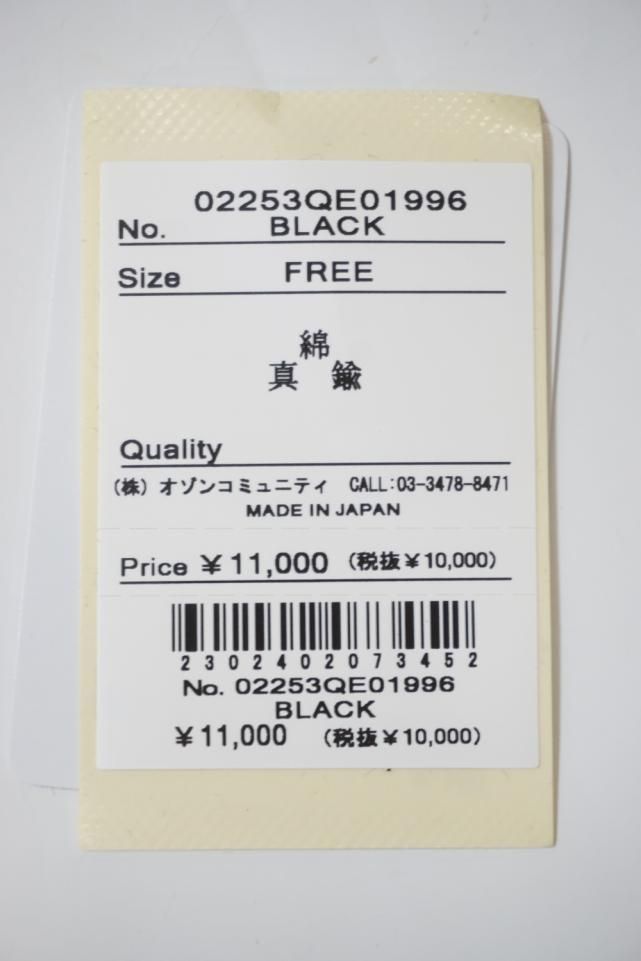 02253QE01996
No. BLACK
Size FREE
綿
真 鍮
Quality
(株) オゾンコミュニティ CALL:03-3478-8471
MADE IN JAPAN
Price ¥11,000 (税抜¥10,000)
2302402073452
No. 02253QE01996
BLACK
¥11,000 (税抜¥10,000)